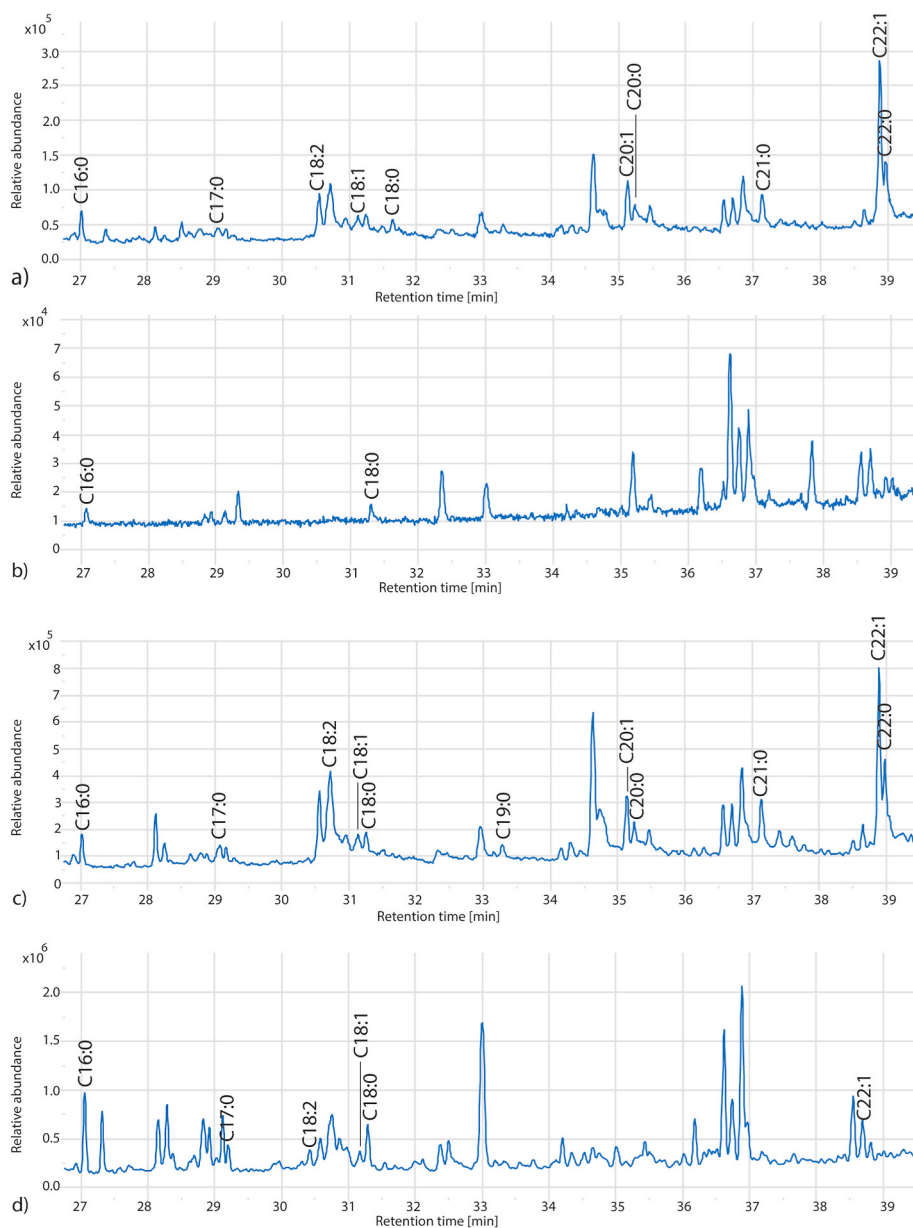 x10⁵
Relative abundance
3.0
2.5
2.0
1.5
1.0
0.5
0.0
C16:0
C17:0
C18:2
C18:1
C18:0
C20:1
C20:0
C21:0
C22:1
C22:0
27 28 29 30 31 32 33 34 35 36 37 38 39
a) Retention time [min]
x10⁴
Relative abundance
7
6
5
4
3
2
1
0
C16:0
C18:0
27 28 29 30 31 32 33 34 35 36 37 38 39
b) Retention time [min]
x10⁵
Relative abundance
8
7
6
5
4
3
2
1
0
C16:0
C17:0
C18:2
C18:1
C18:0
C19:0
C20:1
C20:0
C21:0
C22:1
C22:0
27 28 29 30 31 32 33 34 35 36 37 38 39
c) Retention time [min]
x10⁶
Relative abundance
2.0
1.5
1.0
0.5
0.0
C16:0
C17:0
C18:2
C18:1
C18:0
C22:1
27 28 29 30 31 32 33 34 35 36 37 38 39
d) Retention time [min]